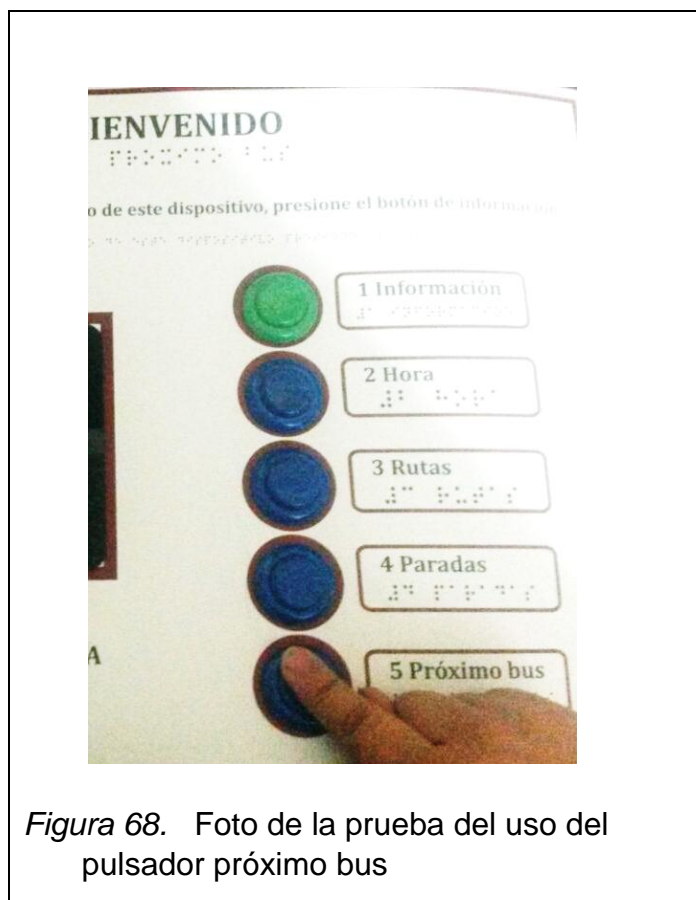 IENVENIDO
⠏⠗⠕⠭⠊⠍⠕ ⠃⠥⠎
o de este dispositivo, presione el botón de
1 Información
2 Hora
⠼⠃ ⠓⠕⠗⠁
3 Rutas
⠼⠉ ⠗⠥⠞⠁⠎
4 Paradas
⠼⠙ ⠏⠁⠗⠁⠙⠁⠎
A
5 Próximo bus
Figura 68. Foto de la prueba del uso del
pulsador próximo bus